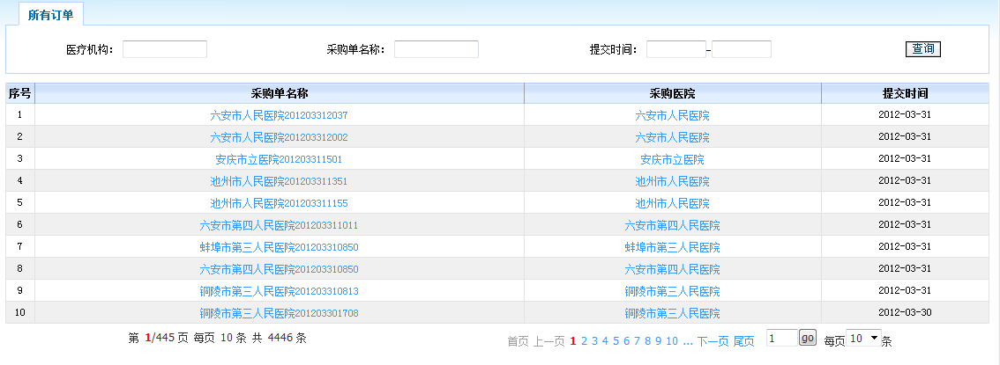 所有订单
医疗机构: 采购单名称: 提交时间: - 查询
序号 采购单名称 采购医院 提交时间
1 六安市人民医院201203312037 六安市人民医院 2012-03-31
2 六安市人民医院201203312002 六安市人民医院 2012-03-31
3 安庆市立医院201203311501 安庆市立医院 2012-03-31
4 池州市人民医院201203311351 池州市人民医院 2012-03-31
5 池州市人民医院201203311155 池州市人民医院 2012-03-31
6 六安市第四人民医院201203311011 六安市第四人民医院 2012-03-31
7 蚌埠市第三人民医院201203310850 蚌埠市第三人民医院 2012-03-31
8 六安市第四人民医院201203310850 六安市第四人民医院 2012-03-31
9 铜陵市第三人民医院201203310813 铜陵市第三人民医院 2012-03-31
10 铜陵市第三人民医院201203301708 铜陵市第三人民医院 2012-03-30
第 1/445 页 每页 10 条 共 4446 条 首页 上一页 1 2 3 4 5 6 7 8 9 10 ... 下一页 尾页 1 go 每页 10 条